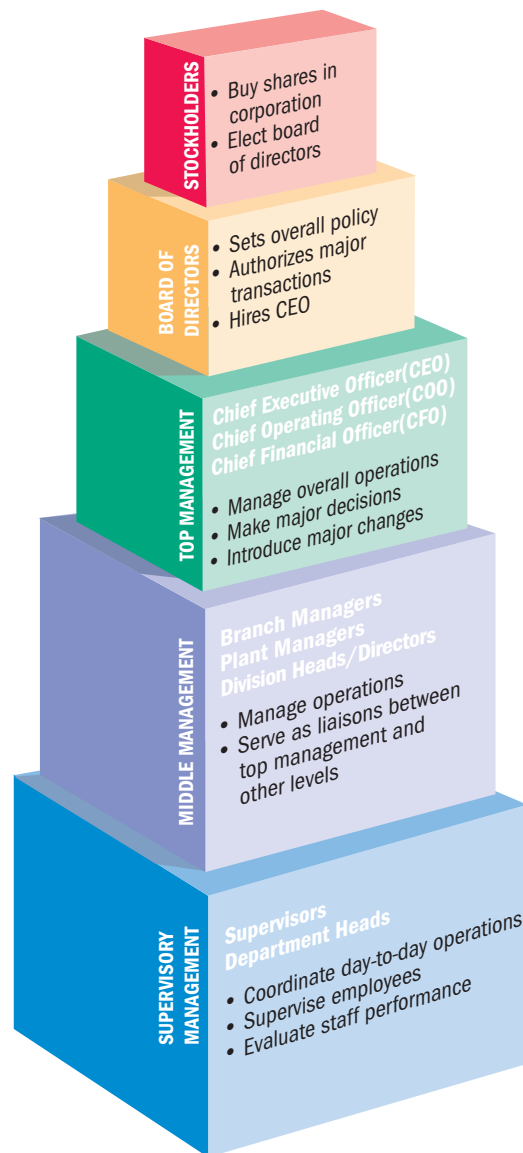 STOCKHOLDERS
• Buy shares in
corporation
• Elect board
of directors
BOARD OF
DIRECTORS
• Sets overall policy
• Authorizes major
transactions
• Hires CEO
TOP MANAGEMENT
Chief Executive Officer(CEO)
Chief Operating Officer(COO)
Chief Financial Officer(CFO)
• Manage overall operations
• Make major decisions
• Introduce major changes
MIDDLE MANAGEMENT
Branch Managers
Plant Managers
Division Heads/Directors
• Manage operations
• Serve as liaisons between
top management and
other levels
SUPERVISORY
MANAGEMENT
Supervisors
Department Heads
• Coordinate day-to-day operations
• Supervise employees
• Evaluate staff performance